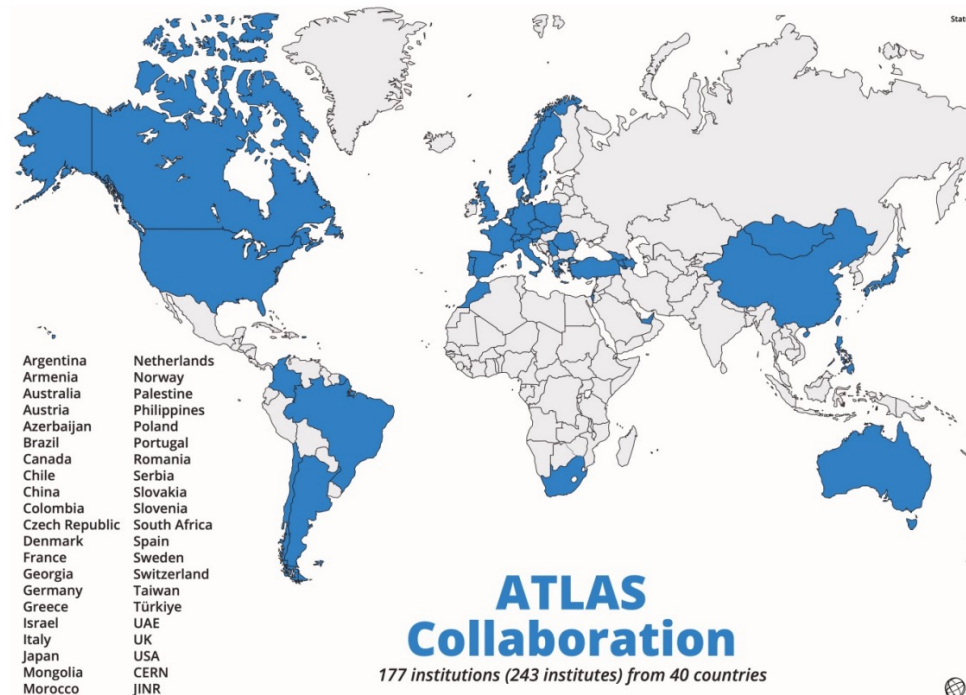 Argentina
Armenia
Australia
Austria
Azerbaijan
Brazil
Canada
Chile
China
Colombia
Czech Republic
Denmark
France
Georgia
Germany
Greece
Israel
Italy
Japan
Mongolia
Morocco
Netherlands
Norway
Palestine
Philippines
Poland
Portugal
Romania
Serbia
Slovakia
Slovenia
South Africa
Spain
Sweden
Switzerland
Taiwan
Türkiye
UAE
UK
USA
CERN
JINR
ATLAS
Collaboration
177 institutions (243 institutes) from 40 countries